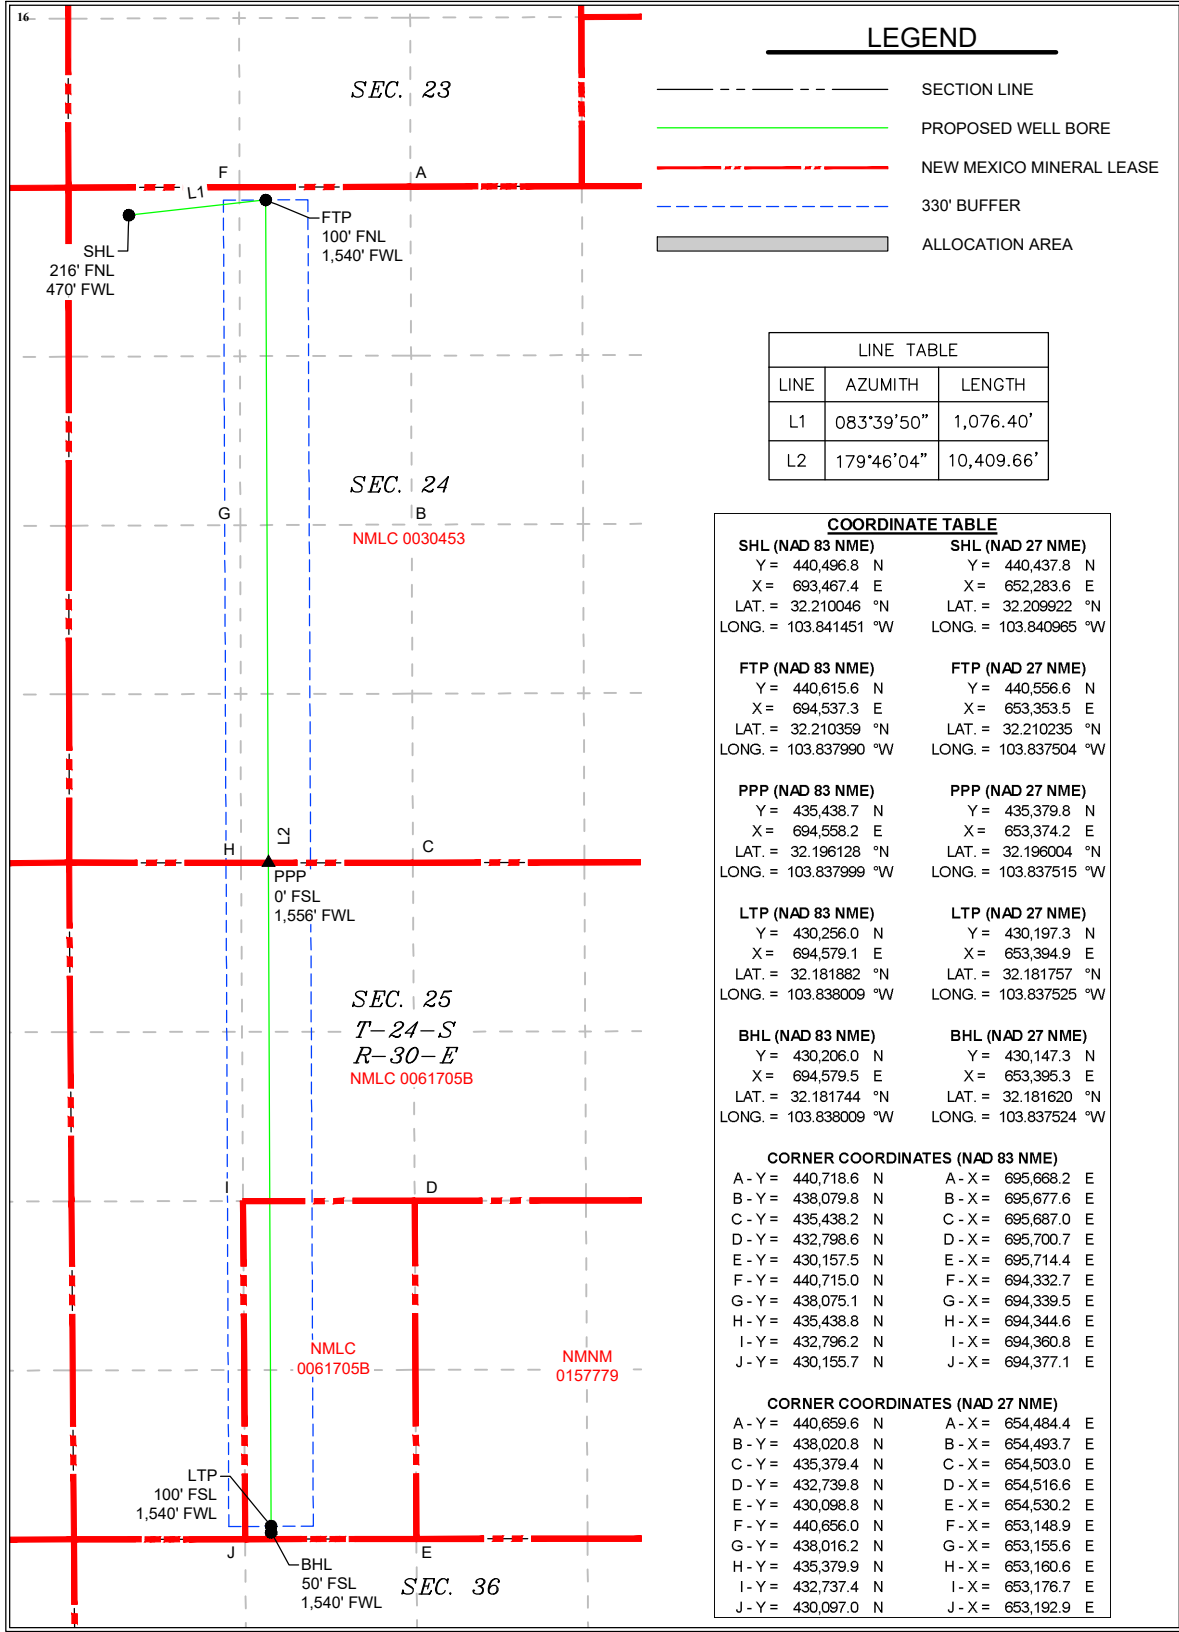 16
SEC. 23
F
A
L1
FTP
100' FNL
1,540' FWL
SHL
216' FNL
470' FWL
SEC. 24
G
B
NMLC 0030453
L2
H
C
PPP
0' FSL
1,556' FWL
SEC. 25
T-24-S
R-30-E
NMLC 0061705B
I
D
NMLC
0061705B
NMNM
0157779
LTP
100' FSL
1,540' FWL
J
E
BHL
50' FSL
1,540' FWL
SEC. 36
LEGEND
SECTION LINE
PROPOSED WELL BORE
NEW MEXICO MINERAL LEASE
330' BUFFER
ALLOCATION AREA
LINE TABLE
LINE AZUMITH LENGTH
L1 083°39'50" 1,076.40'
L2 179°46'04" 10,409.66'
COORDINATE TABLE
SHL (NAD 83 NME) SHL (NAD 27 NME)
Y = 440,496.8 N Y = 440,437.8 N
X = 693,467.4 E X = 652,283.6 E
LAT. = 32.210046 °N LAT. = 32.209922 °N
LONG. = 103.841451 °W LONG. = 103.840965 °W
FTP (NAD 83 NME) FTP (NAD 27 NME)
Y = 440,615.6 N Y = 440,556.6 N
X = 694,537.3 E X = 653,353.5 E
LAT. = 32.210359 °N LAT. = 32.210235 °N
LONG. = 103.837990 °W LONG. = 103.837504 °W
PPP (NAD 83 NME) PPP (NAD 27 NME)
Y = 435,438.7 N Y = 435,379.8 N
X = 694,558.2 E X = 653,374.2 E
LAT. = 32.196128 °N LAT. = 32.196004 °N
LONG. = 103.837999 °W LONG. = 103.837515 °W
LTP (NAD 83 NME) LTP (NAD 27 NME)
Y = 430,256.0 N Y = 430,197.3 N
X = 694,579.1 E X = 653,394.9 E
LAT. = 32.181882 °N LAT. = 32.181757 °N
LONG. = 103.838009 °W LONG. = 103.837525 °W
BHL (NAD 83 NME) BHL (NAD 27 NME)
Y = 430,206.0 N Y = 430,147.3 N
X = 694,579.5 E X = 653,395.3 E
LAT. = 32.181744 °N LAT. = 32.181620 °N
LONG. = 103.838009 °W LONG. = 103.837524 °W
CORNER COORDINATES (NAD 83 NME)
A - Y = 440,718.6 N A - X = 695,668.2 E
B - Y = 438,079.8 N B - X = 695,677.6 E
C - Y = 435,438.2 N C - X = 695,687.0 E
D - Y = 432,798.6 N D - X = 695,700.7 E
E - Y = 430,157.5 N E - X = 695,714.4 E
F - Y = 440,715.0 N F - X = 694,332.7 E
G - Y = 438,075.1 N G - X = 694,339.5 E
H - Y = 435,438.8 N H - X = 694,344.6 E
I - Y = 432,796.2 N I - X = 694,360.8 E
J - Y = 430,155.7 N J - X = 694,377.1 E
CORNER COORDINATES (NAD 27 NME)
A - Y = 440,659.6 N A - X = 654,484.4 E
B - Y = 438,020.8 N B - X = 654,493.7 E
C - Y = 435,379.4 N C - X = 654,503.0 E
D - Y = 432,739.8 N D - X = 654,516.6 E
E - Y = 430,098.8 N E - X = 654,530.2 E
F - Y = 440,656.0 N F - X = 653,148.9 E
G - Y = 438,016.2 N G - X = 653,155.6 E
H - Y = 435,379.9 N H - X = 653,160.6 E
I - Y = 432,737.4 N I - X = 653,176.7 E
J - Y = 430,097.0 N J - X = 653,192.9 E